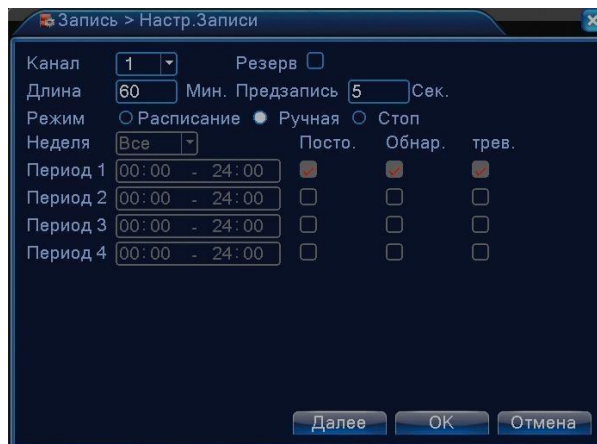 Запись > Настр.Записи
Канал 1 Резерв
Длина 60 Мин. Предзапись 5 Сек.
Режим Расписание Ручная Стоп
Неделя Все Посто. Обнар. трев.
Период 1 00:00 - 24:00
Период 2 00:00 - 24:00
Период 3 00:00 - 24:00
Период 4 00:00 - 24:00
Далее OK Отмена